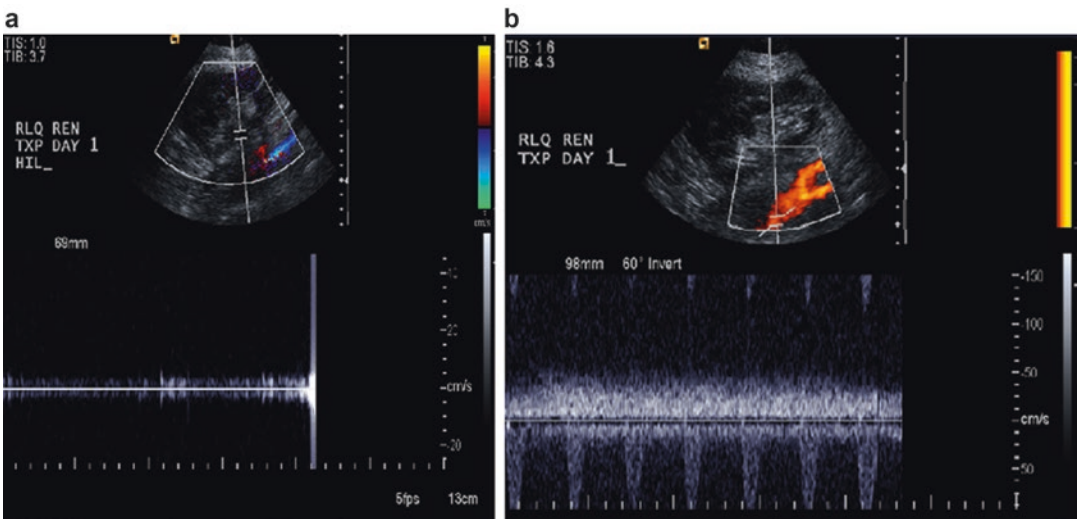 a
TIS: 1.0
TIB: 3.7
RLQ REN
TXP DAY 1
HIL_
cm/s
69mm
20
cm/s
-20
5fps 13cm
b
TIS: 1.6
TIB: 4.3
RLQ REN
TXP DAY 1_
98mm 60° Invert
-150
-100
-50
cm/s
50